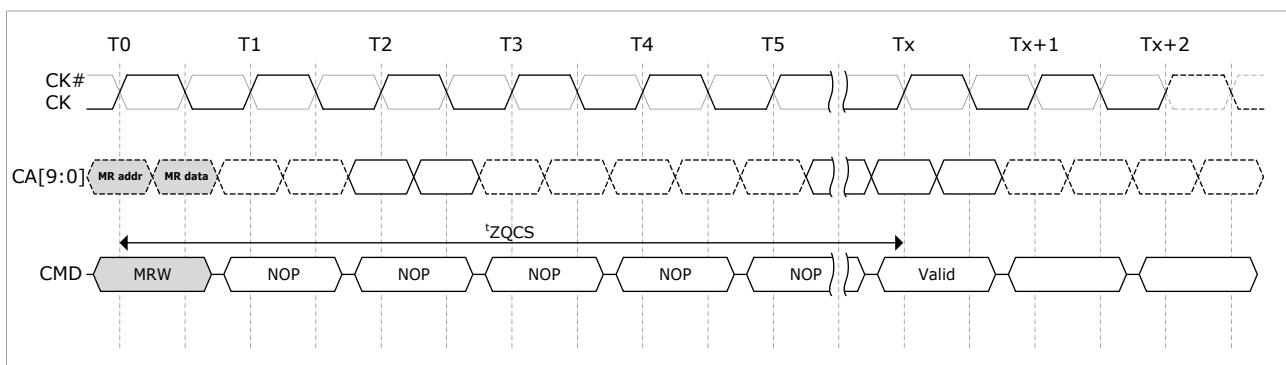 T0 T1 T2 T3 T4 T5 Tx Tx+1 Tx+2
CK#
CK
CA[9:0] MR addr MR data
tZQCS
CMD MRW NOP NOP NOP NOP NOP Valid